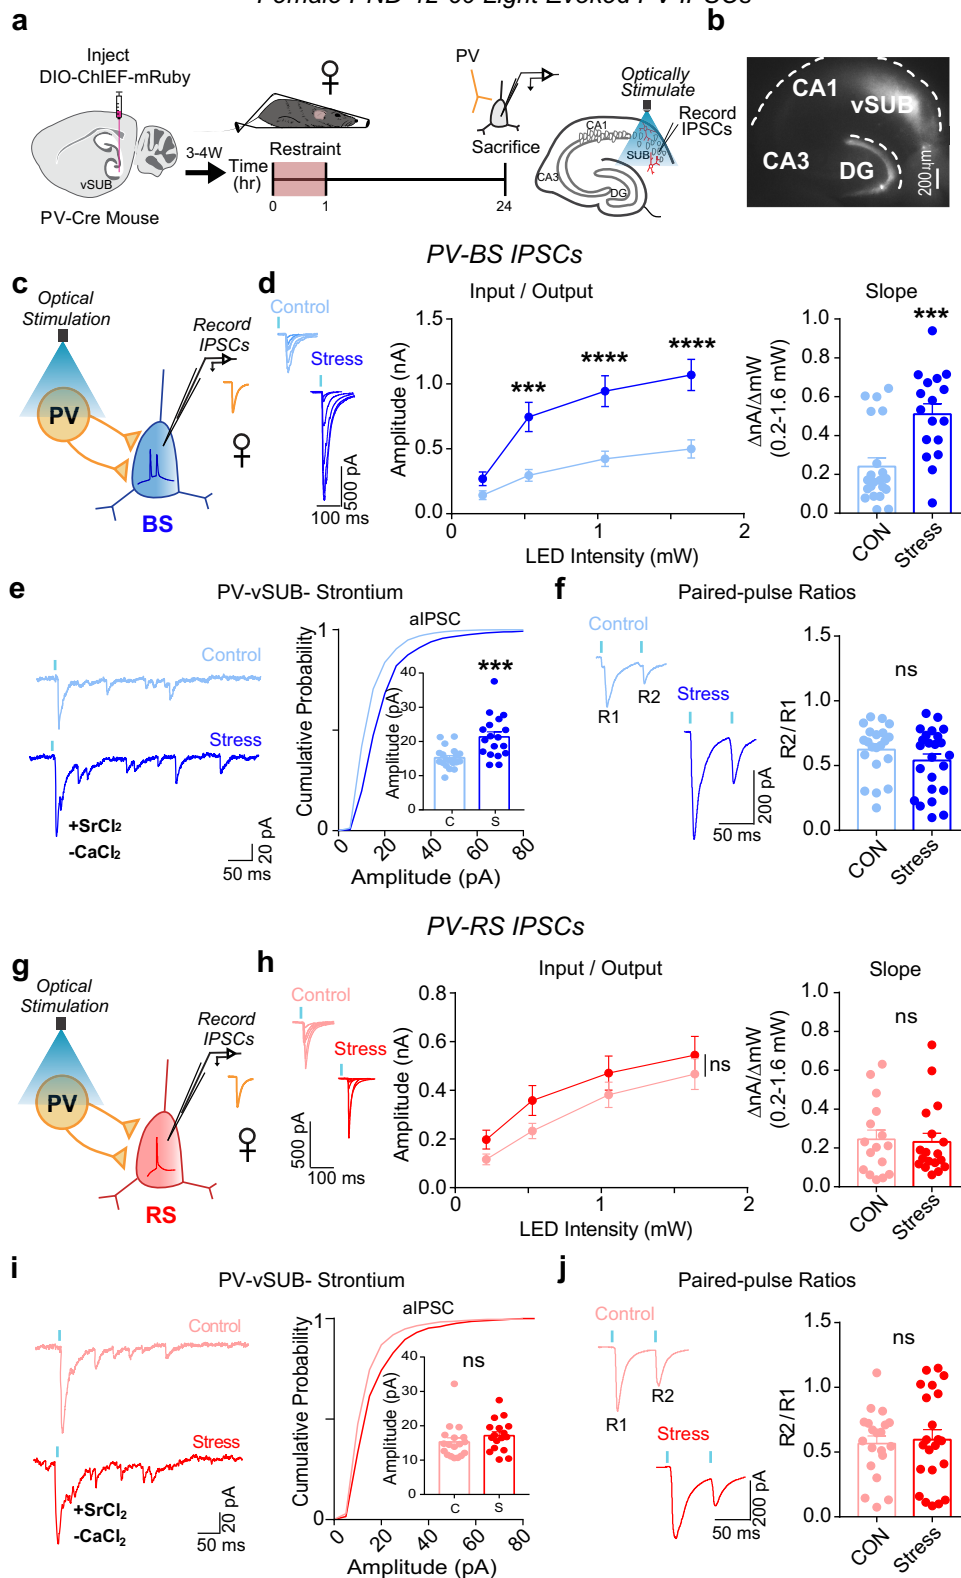 Female PND 42-60 Light Evoked PV IPSCs
a
Inject
DIO-ChIEF-mRuby
vSUB
PV-Cre Mouse
3-4W
♀
Restraint
Time
(hr)
0
1
24
PV
Sacrifice
Optically
Stimulate
Record
IPSCs
CA1
SUB
CA3
DG
b
CA1
vSUB
CA3
DG
200µm
PV-BS IPSCs
c
Optical
Stimulation
Record
IPSCs
PV
♀
BS
d
Control
Stress
500 pA
100 ms
Input / Output
Amplitude (nA)
1.5
1.0
0.5
0.0
***
****
****
0
1
2
LED Intensity (mW)
Slope
***
ΔnA/ΔmW
(0.2-1.6 mW)
1.0
0.8
0.6
0.4
0.2
0.0
CON
Stress
e
PV-vSUB- Strontium
Control
Stress
+SrCl₂
-CaCl₂
20 pA
50 ms
aIPSC
Cumulative Probability
1
0
0
20
40
60
80
Amplitude (pA)
***
Amplitude (pA)
40
30
20
10
0
C
S
f
Paired-pulse Ratios
Control
R1
R2
Stress
200 pA
50 ms
R2/R1
1.5
1.0
0.5
0.0
ns
CON
Stress
PV-RS IPSCs
g
Optical
Stimulation
Record
IPSCs
PV
♀
RS
h
Control
Stress
500 pA
100 ms
Input / Output
Amplitude (nA)
0.8
0.6
0.4
0.2
0.0
ns
0
1
2
LED Intensity (mW)
Slope
ns
ΔnA/ΔmW
(0.2-1.6 mW)
1.0
0.8
0.6
0.4
0.2
0.0
CON
Stress
i
PV-vSUB- Strontium
Control
Stress
+SrCl₂
-CaCl₂
20 pA
50 ms
aIPSC
Cumulative Probability
1
0
0
20
40
60
80
Amplitude (pA)
ns
Amplitude (pA)
40
30
20
10
0
C
S
j
Paired-pulse Ratios
Control
R1
R2
Stress
200 pA
50 ms
R2/R1
1.5
1.0
0.5
0.0
ns
CON
Stress